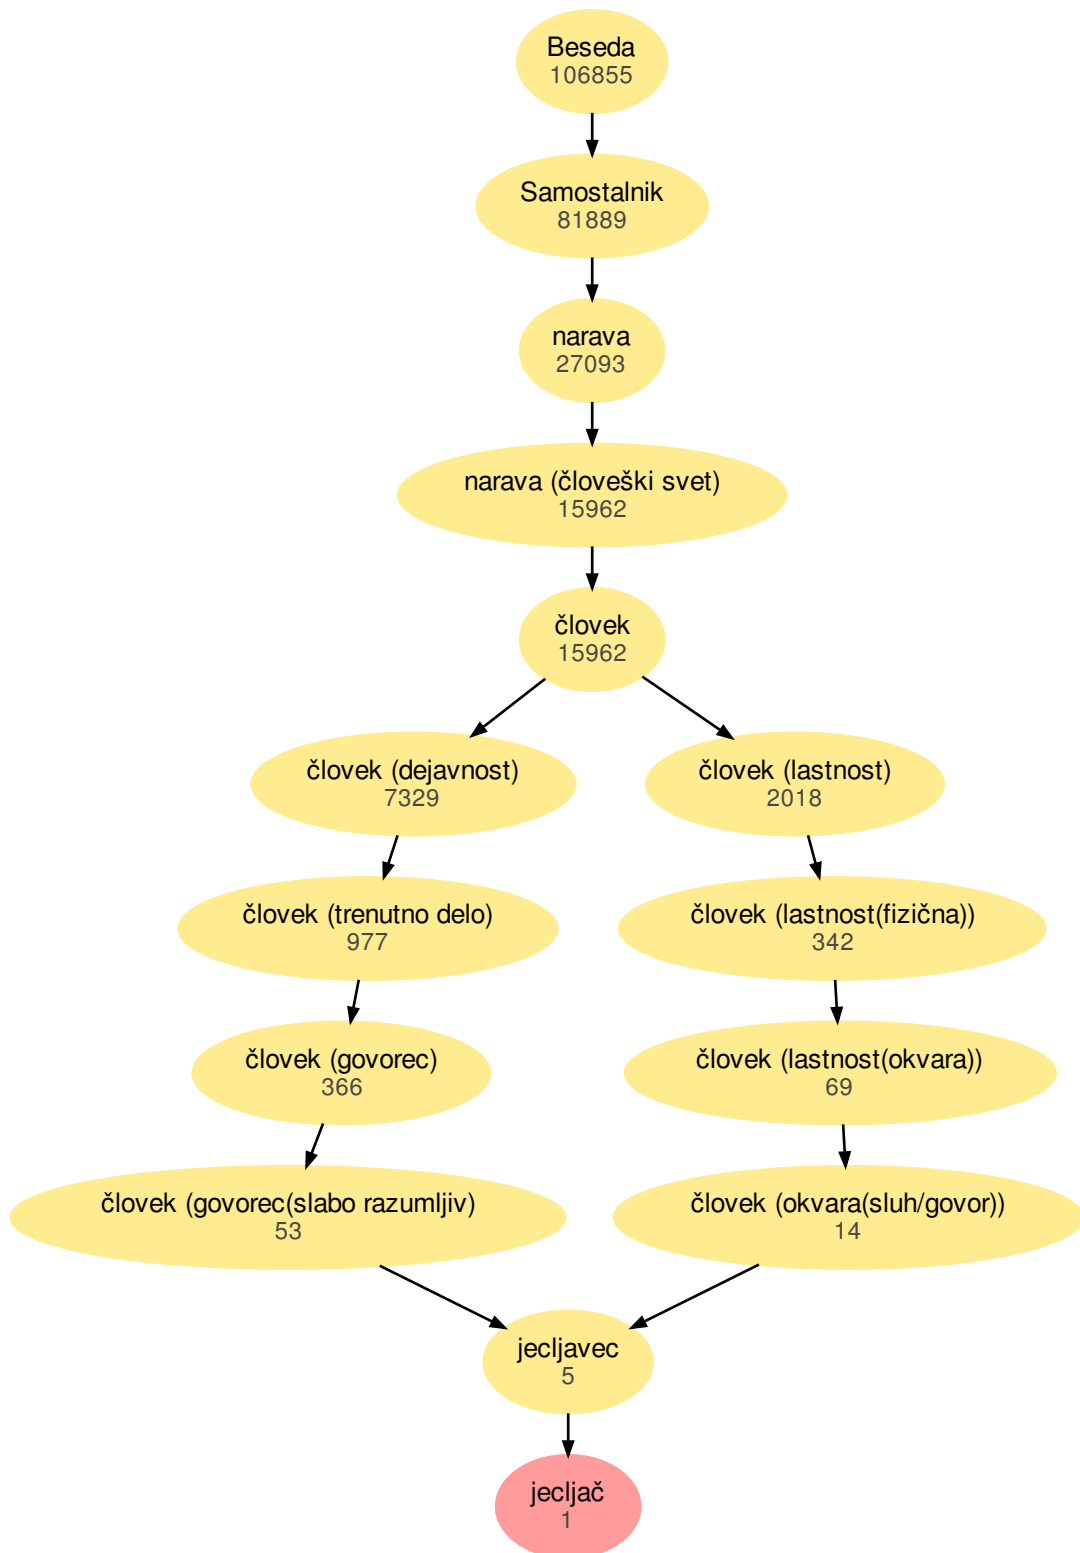 Beseda
106855
Samostalnik
81889
narava
27093
narava (človeški svet)
15962
človek
15962
človek (dejavnost)
7329
človek (lastnost)
2018
človek (trenutno delo)
977
človek (lastnost(fizična))
342
človek (govorec)
366
človek (lastnost(okvara))
69
človek (govorec(slabo razumljiv)
53
človek (okvara(sluh/govor))
14
jecljavec
5
jecljač
1